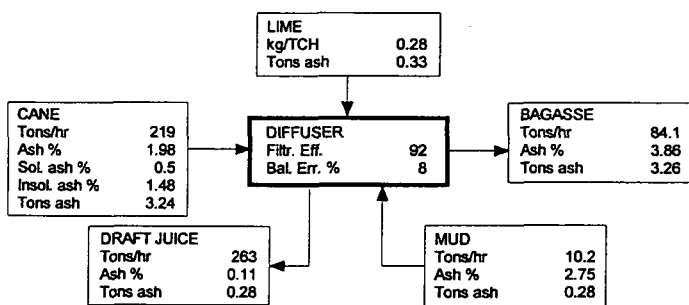 LIME
kg/TCH 0.28
Tons ash 0.33
CANE
Tons/hr 219
Ash % 1.98
Sol. ash % 0.5
Insol. ash % 1.48
Tons ash 3.24
DIFFUSER
Filtr. Eff. 92
Bal. Err. % 8
BAGASSE
Tons/hr 84.1
Ash % 3.86
Tons ash 3.26
DRAFT JUICE
Tons/hr 263
Ash % 0.11
Tons ash 0.28
MUD
Tons/hr 10.2
Ash % 2.75
Tons ash 0.28